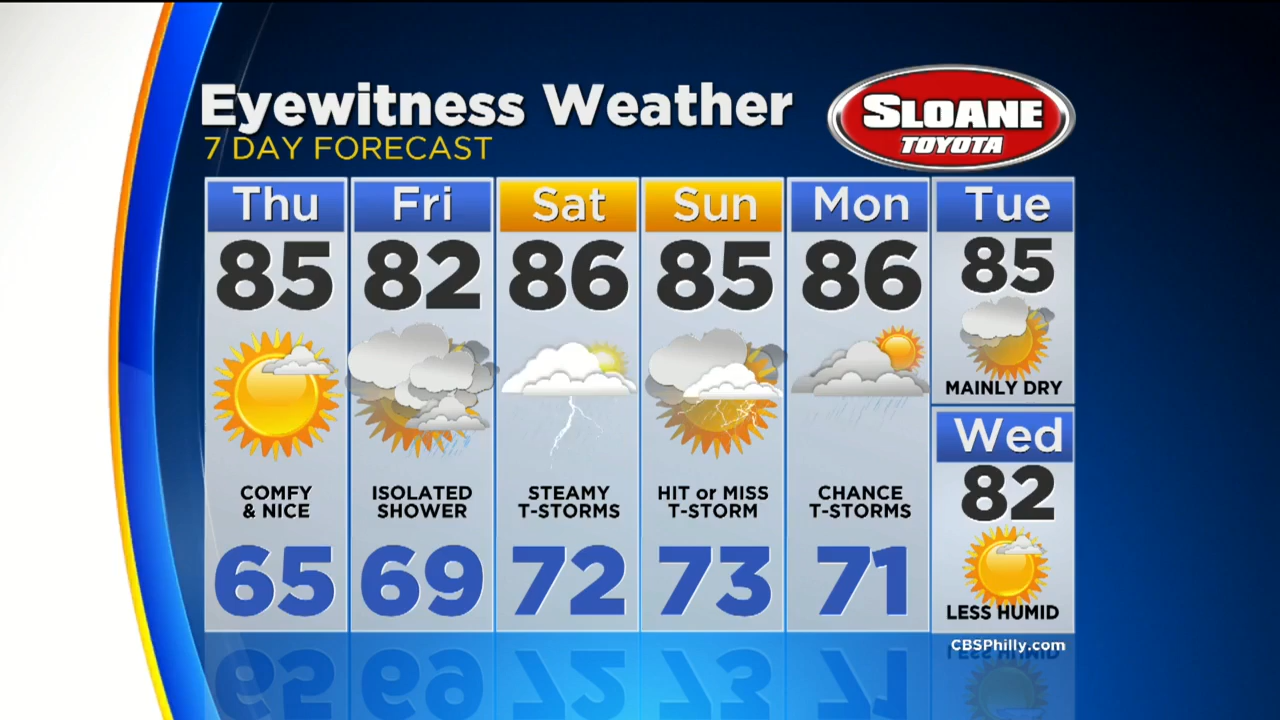 Eyewitness Weather
7 DAY FORECAST
SLOANE
TOYOTA
Thu
85
COMFY
& NICE
65
Fri
82
ISOLATED
SHOWER
69
Sat
86
STEAMY
T-STORMS
72
Sun
85
HIT or MISS
T-STORM
73
Mon
86
CHANCE
T-STORMS
71
Tue
85
MAINLY DRY
Wed
82
LESS HUMID
CBSPhilly.com